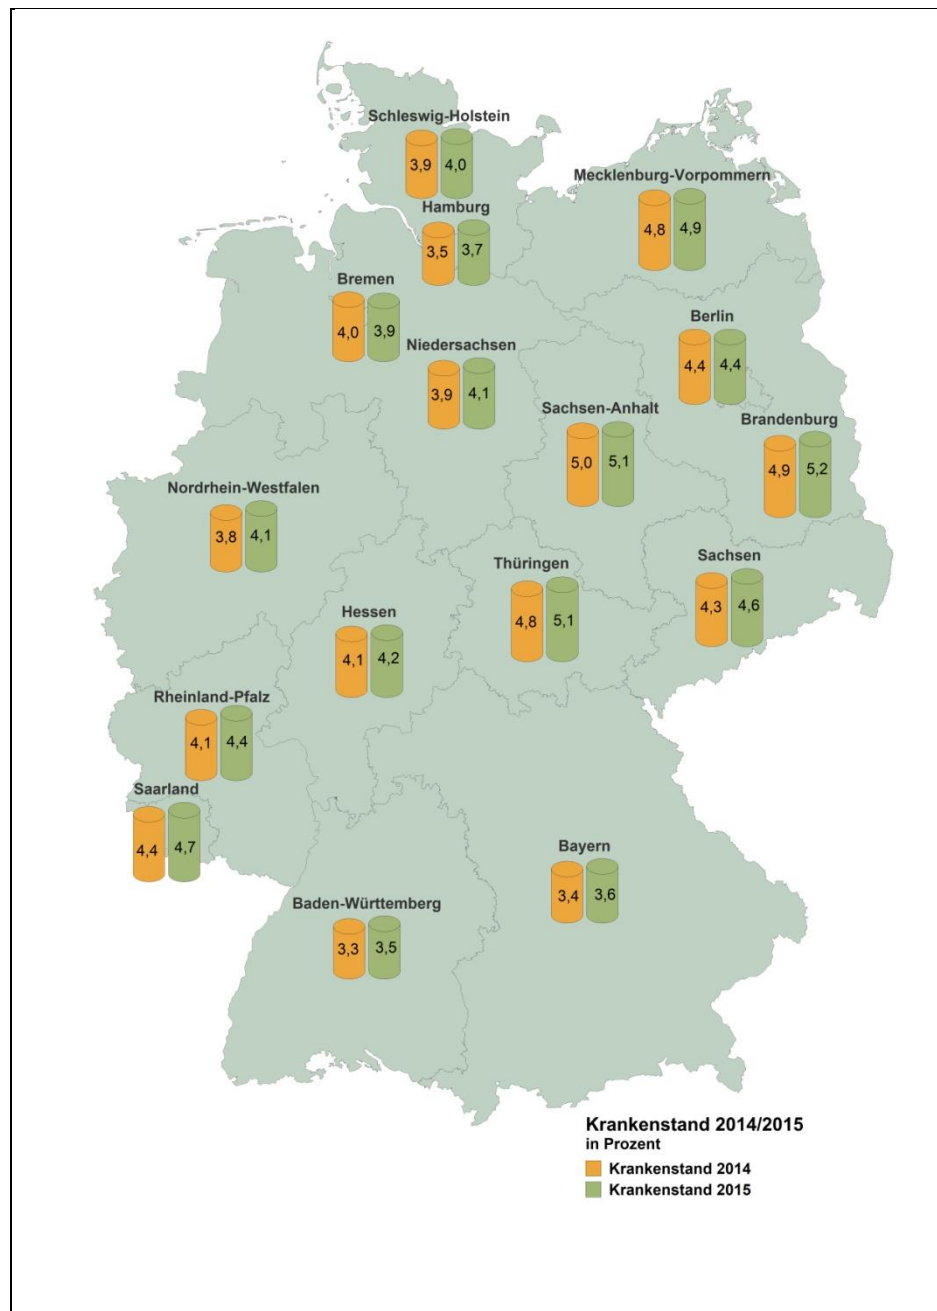 Schleswig-Holstein
3,9 4,0
Mecklenburg-Vorpommern
4,8 4,9
Hamburg
3,5 3,7
Bremen
4,0 3,9
Berlin
4,4 4,4
Niedersachsen
3,9 4,1
Sachsen-Anhalt
5,0 5,1
Brandenburg
4,9 5,2
Nordrhein-Westfalen
3,8 4,1
Thüringen
4,8 5,1
Sachsen
4,3 4,6
Hessen
4,1 4,2
Rheinland-Pfalz
4,1 4,4
Saarland
4,4 4,7
Bayern
3,4 3,6
Baden-Württemberg
3,3 3,5
Krankenstand 2014/2015
in Prozent
Krankenstand 2014
Krankenstand 2015